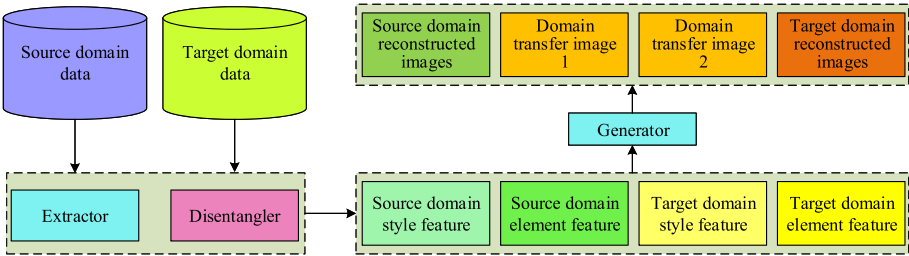 Source domain
data
Target domain
data
Source domain
reconstructed
images
Domain
transfer image
1
Domain
transfer image
2
Target domain
reconstructed
images
Generator
Extractor
Disentangler
Source domain
style feature
Source domain
element feature
Target domain
style feature
Target domain
element feature